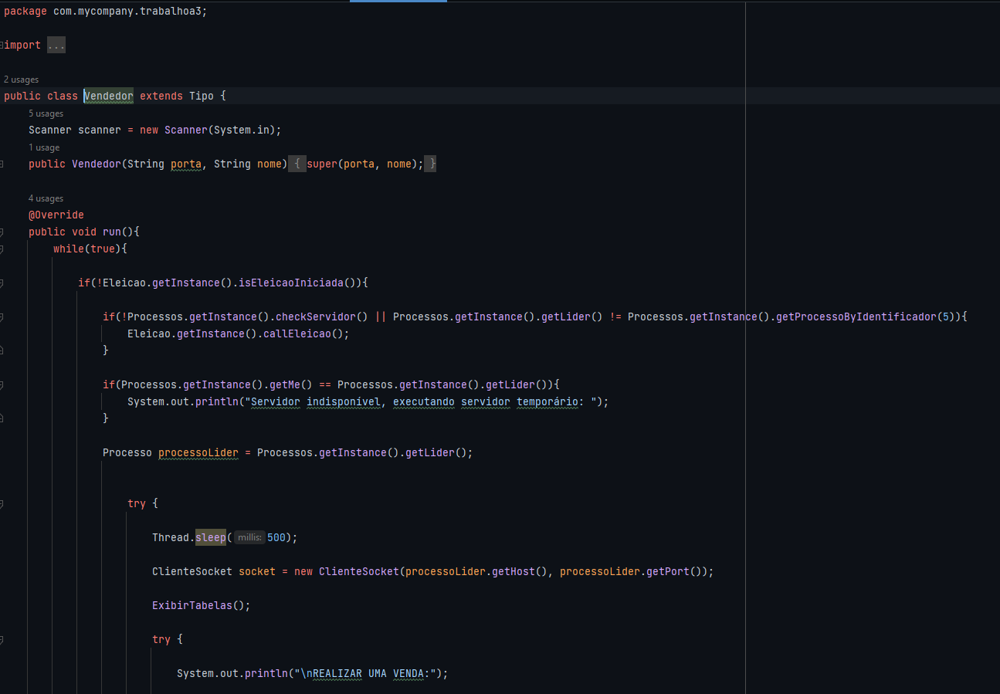 package com.mycompany.trabalhoa3;
import ...
2 usages
public class Vendedor extends Tipo {
5 usages
Scanner scanner = new Scanner(System.in);
1 usage
public Vendedor(String porta, String nome) { super(porta, nome); }
4 usages
@Override
public void run(){
while(true){
if(!Eleicao.getInstance().isEleicaoIniciada()){
if(!Processos.getInstance().checkServidor() || Processos.getInstance().getLider() != Processos.getInstance().getProcessoByIdentificador(5)){
Eleicao.getInstance().callEleicao();
}
if(Processos.getInstance().getMe() == Processos.getInstance().getLider()){
System.out.println("Servidor indisponível, executando servidor temporário: ");
}
Processo processoLider = Processos.getInstance().getLider();
try {
Thread.sleep( millis: 500);
ClienteSocket socket = new ClienteSocket(processoLider.getHost(), processoLider.getPort());
ExibirTabelas();
try {
System.out.println("\nREALIZAR UMA VENDA:");